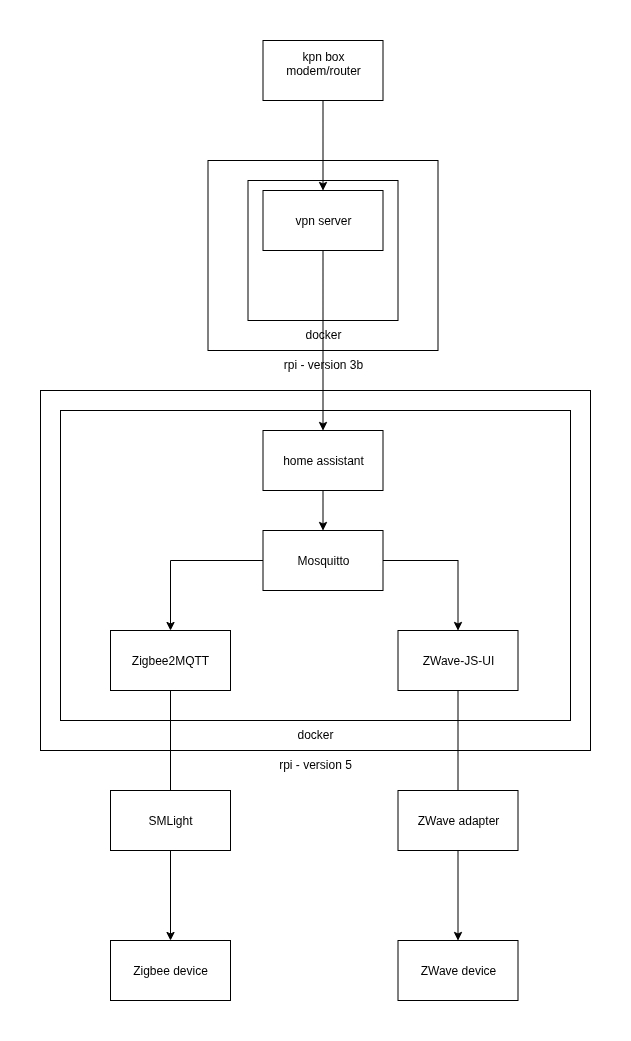 kpn box
modem/router
vpn server
docker
rpi - version 3b
home assistant
Mosquitto
Zigbee2MQTT
ZWave-JS-UI
docker
rpi - version 5
SMLight
ZWave adapter
Zigbee device
ZWave device